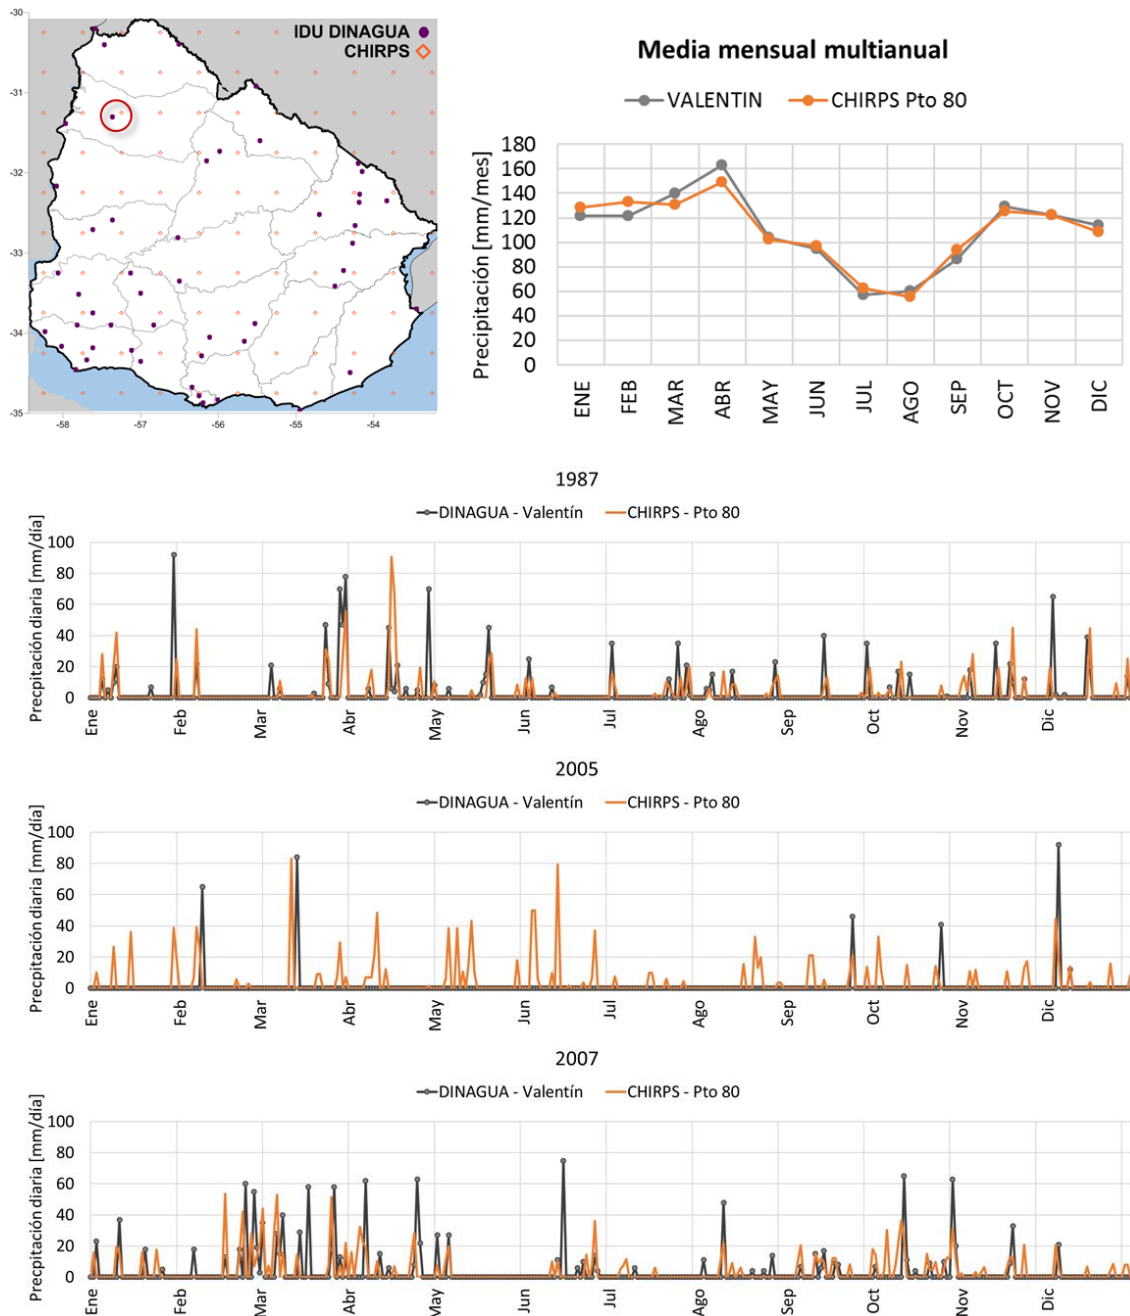 IDU DINAGUA
CHIRPS
-30
-31
-32
-33
-34
-35
-58
-57
-56
-55
-54
Media mensual multianual
VALENTIN
CHIRPS Pto 80
Precipitación [mm/mes]
180
160
140
120
100
80
60
40
20
0
ENE
FEB
MAR
ABR
MAY
JUN
JUL
AGO
SEP
OCT
NOV
DIC
1987
DINAGUA - Valentín
CHIRPS - Pto 80
Precpitación diaria [mm/día]
100
80
60
40
20
0
Ene
Feb
Mar
Abr
May
Jun
Jul
Ago
Sep
Oct
Nov
Dic
2005
DINAGUA - Valentín
CHIRPS - Pto 80
Precpitación diaria [mm/día]
100
80
60
40
20
0
Ene
Feb
Mar
Abr
May
Jun
Jul
Ago
Sep
Oct
Nov
Dic
2007
DINAGUA - Valentín
CHIRPS - Pto 80
Precpitación diaria [mm/día]
100
80
60
40
20
0
Ene
Feb
Mar
Abr
May
Jun
Jul
Ago
Sep
Oct
Nov
Dic